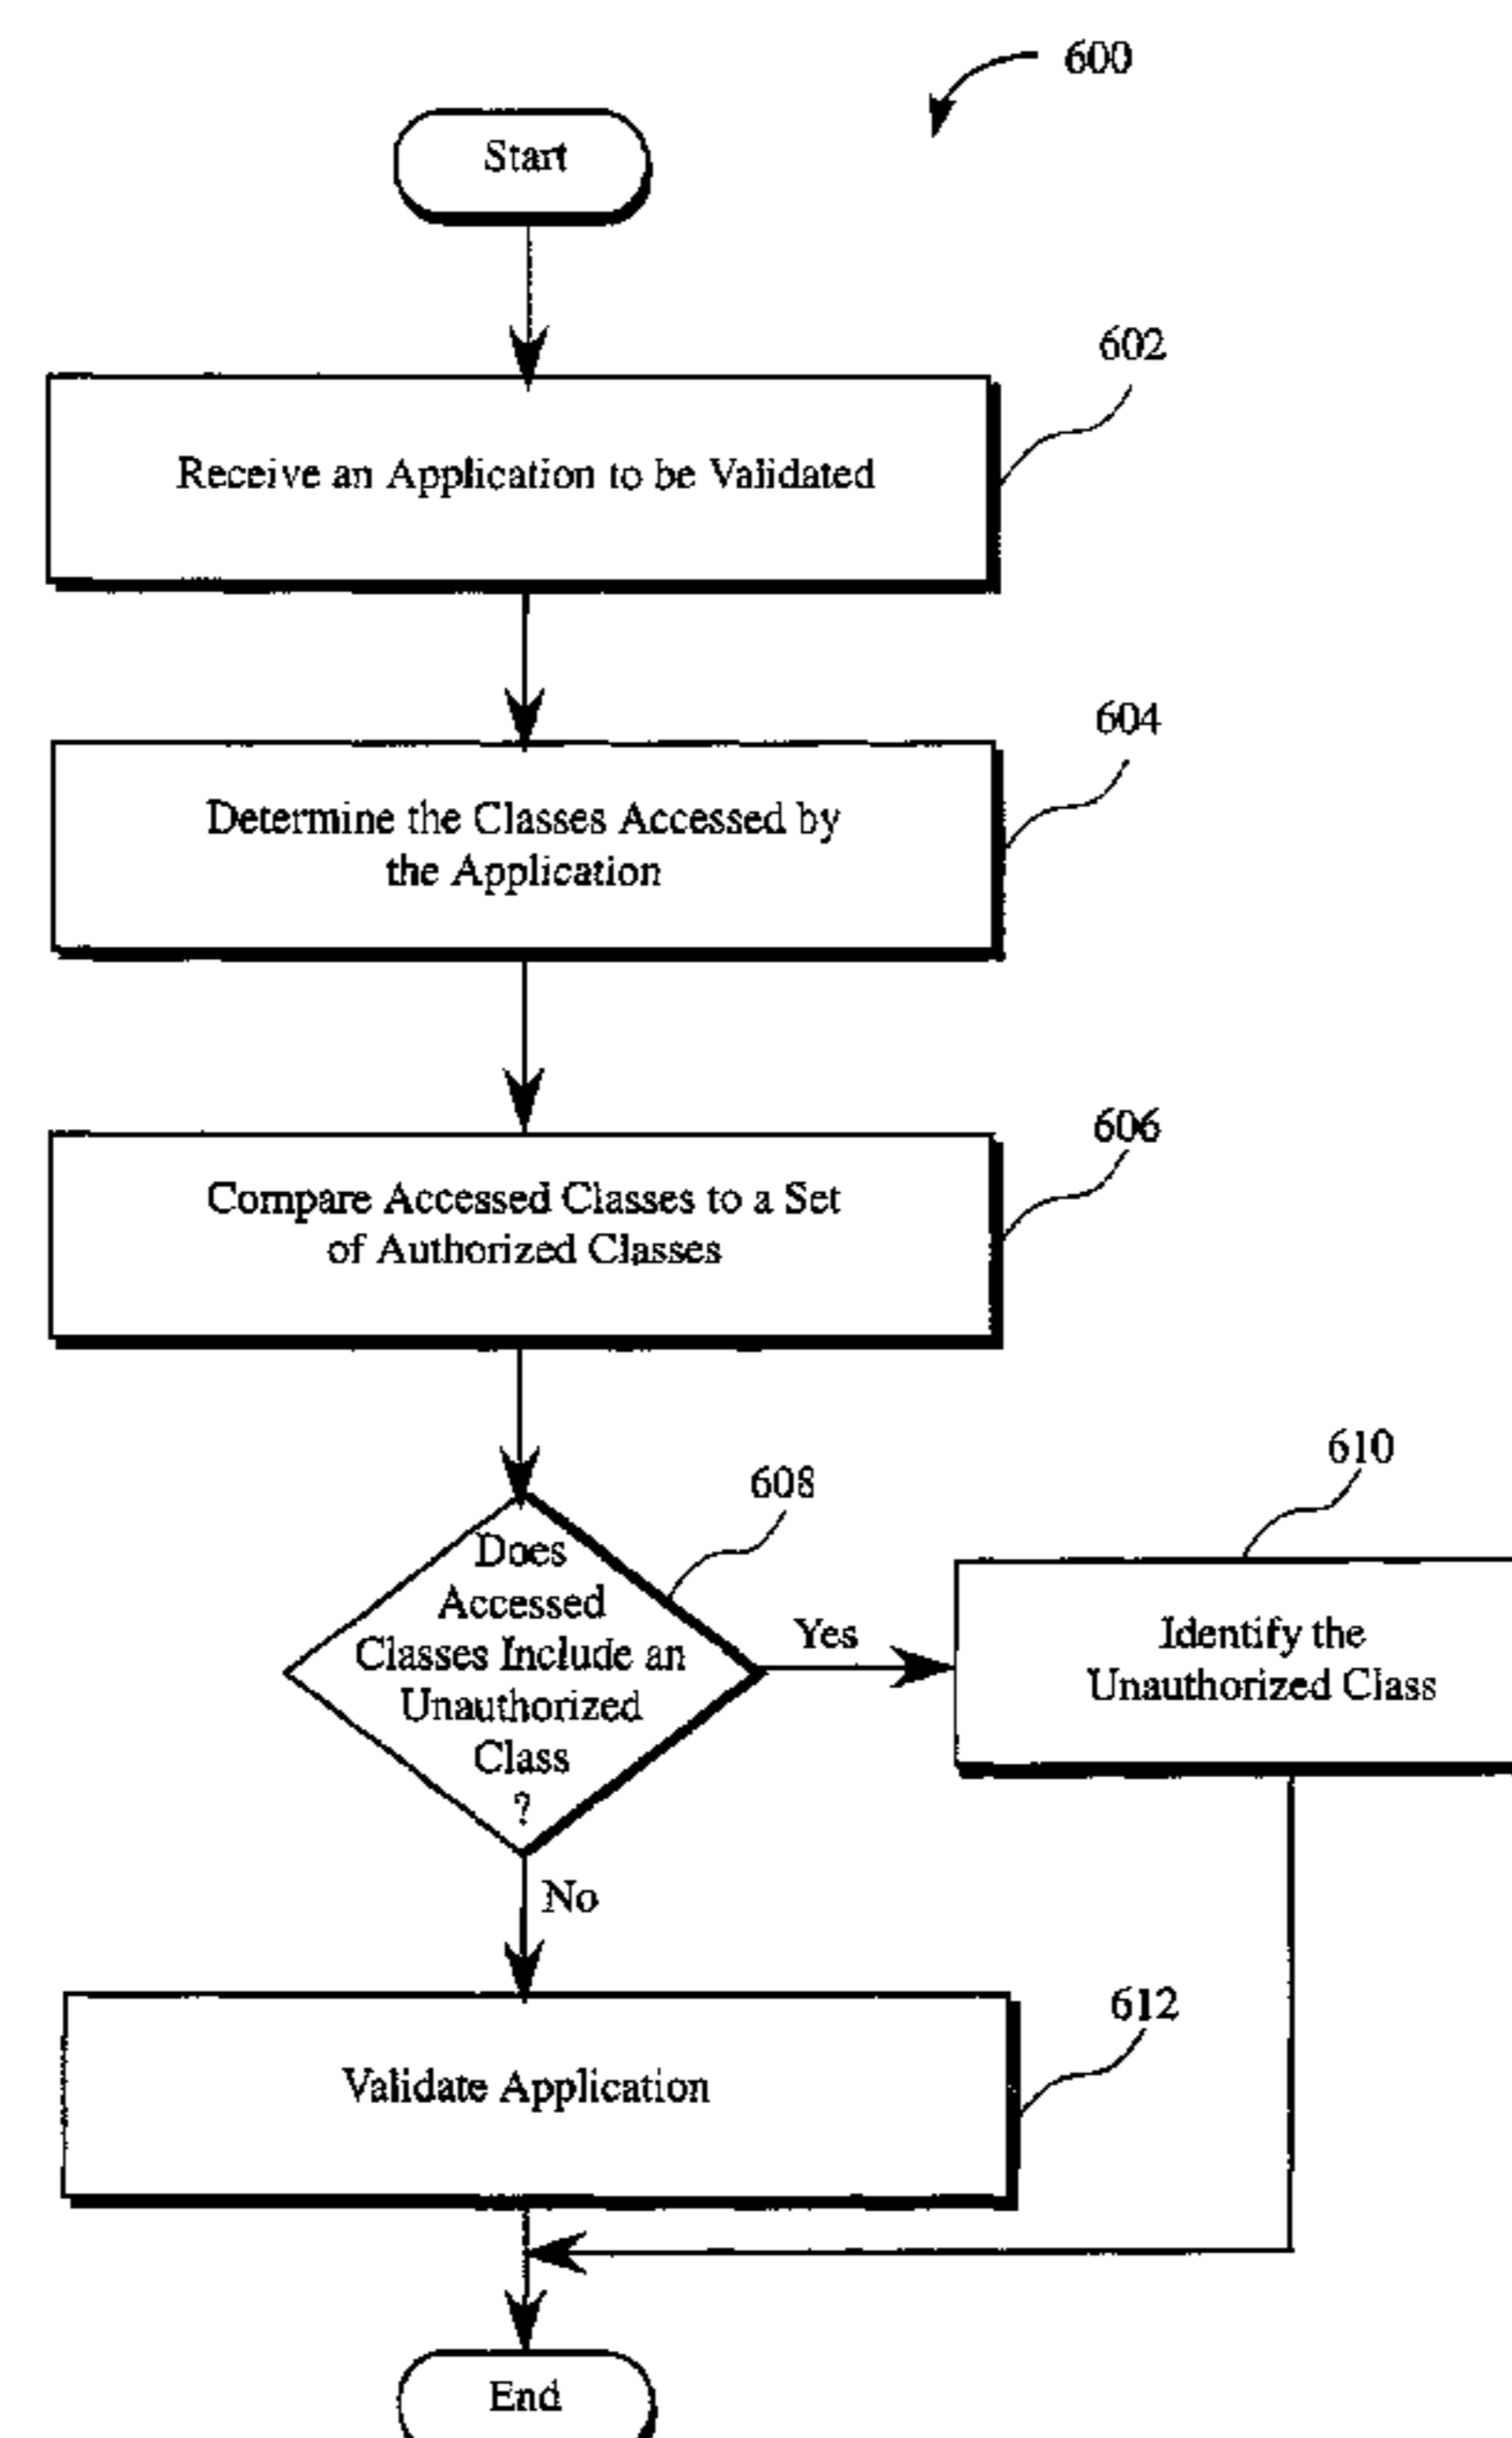 600
Start
602
Receive an Application to be Validated
604
Determine the Classes Accessed by
the Application
606
Compare Accessed Classes to a Set
of Authorized Classes
608
Does
Accessed
Classes Include an
Unauthorized
Class
?
Yes
610
Identify the
Unauthorized Class
No
612
Validate Application
End